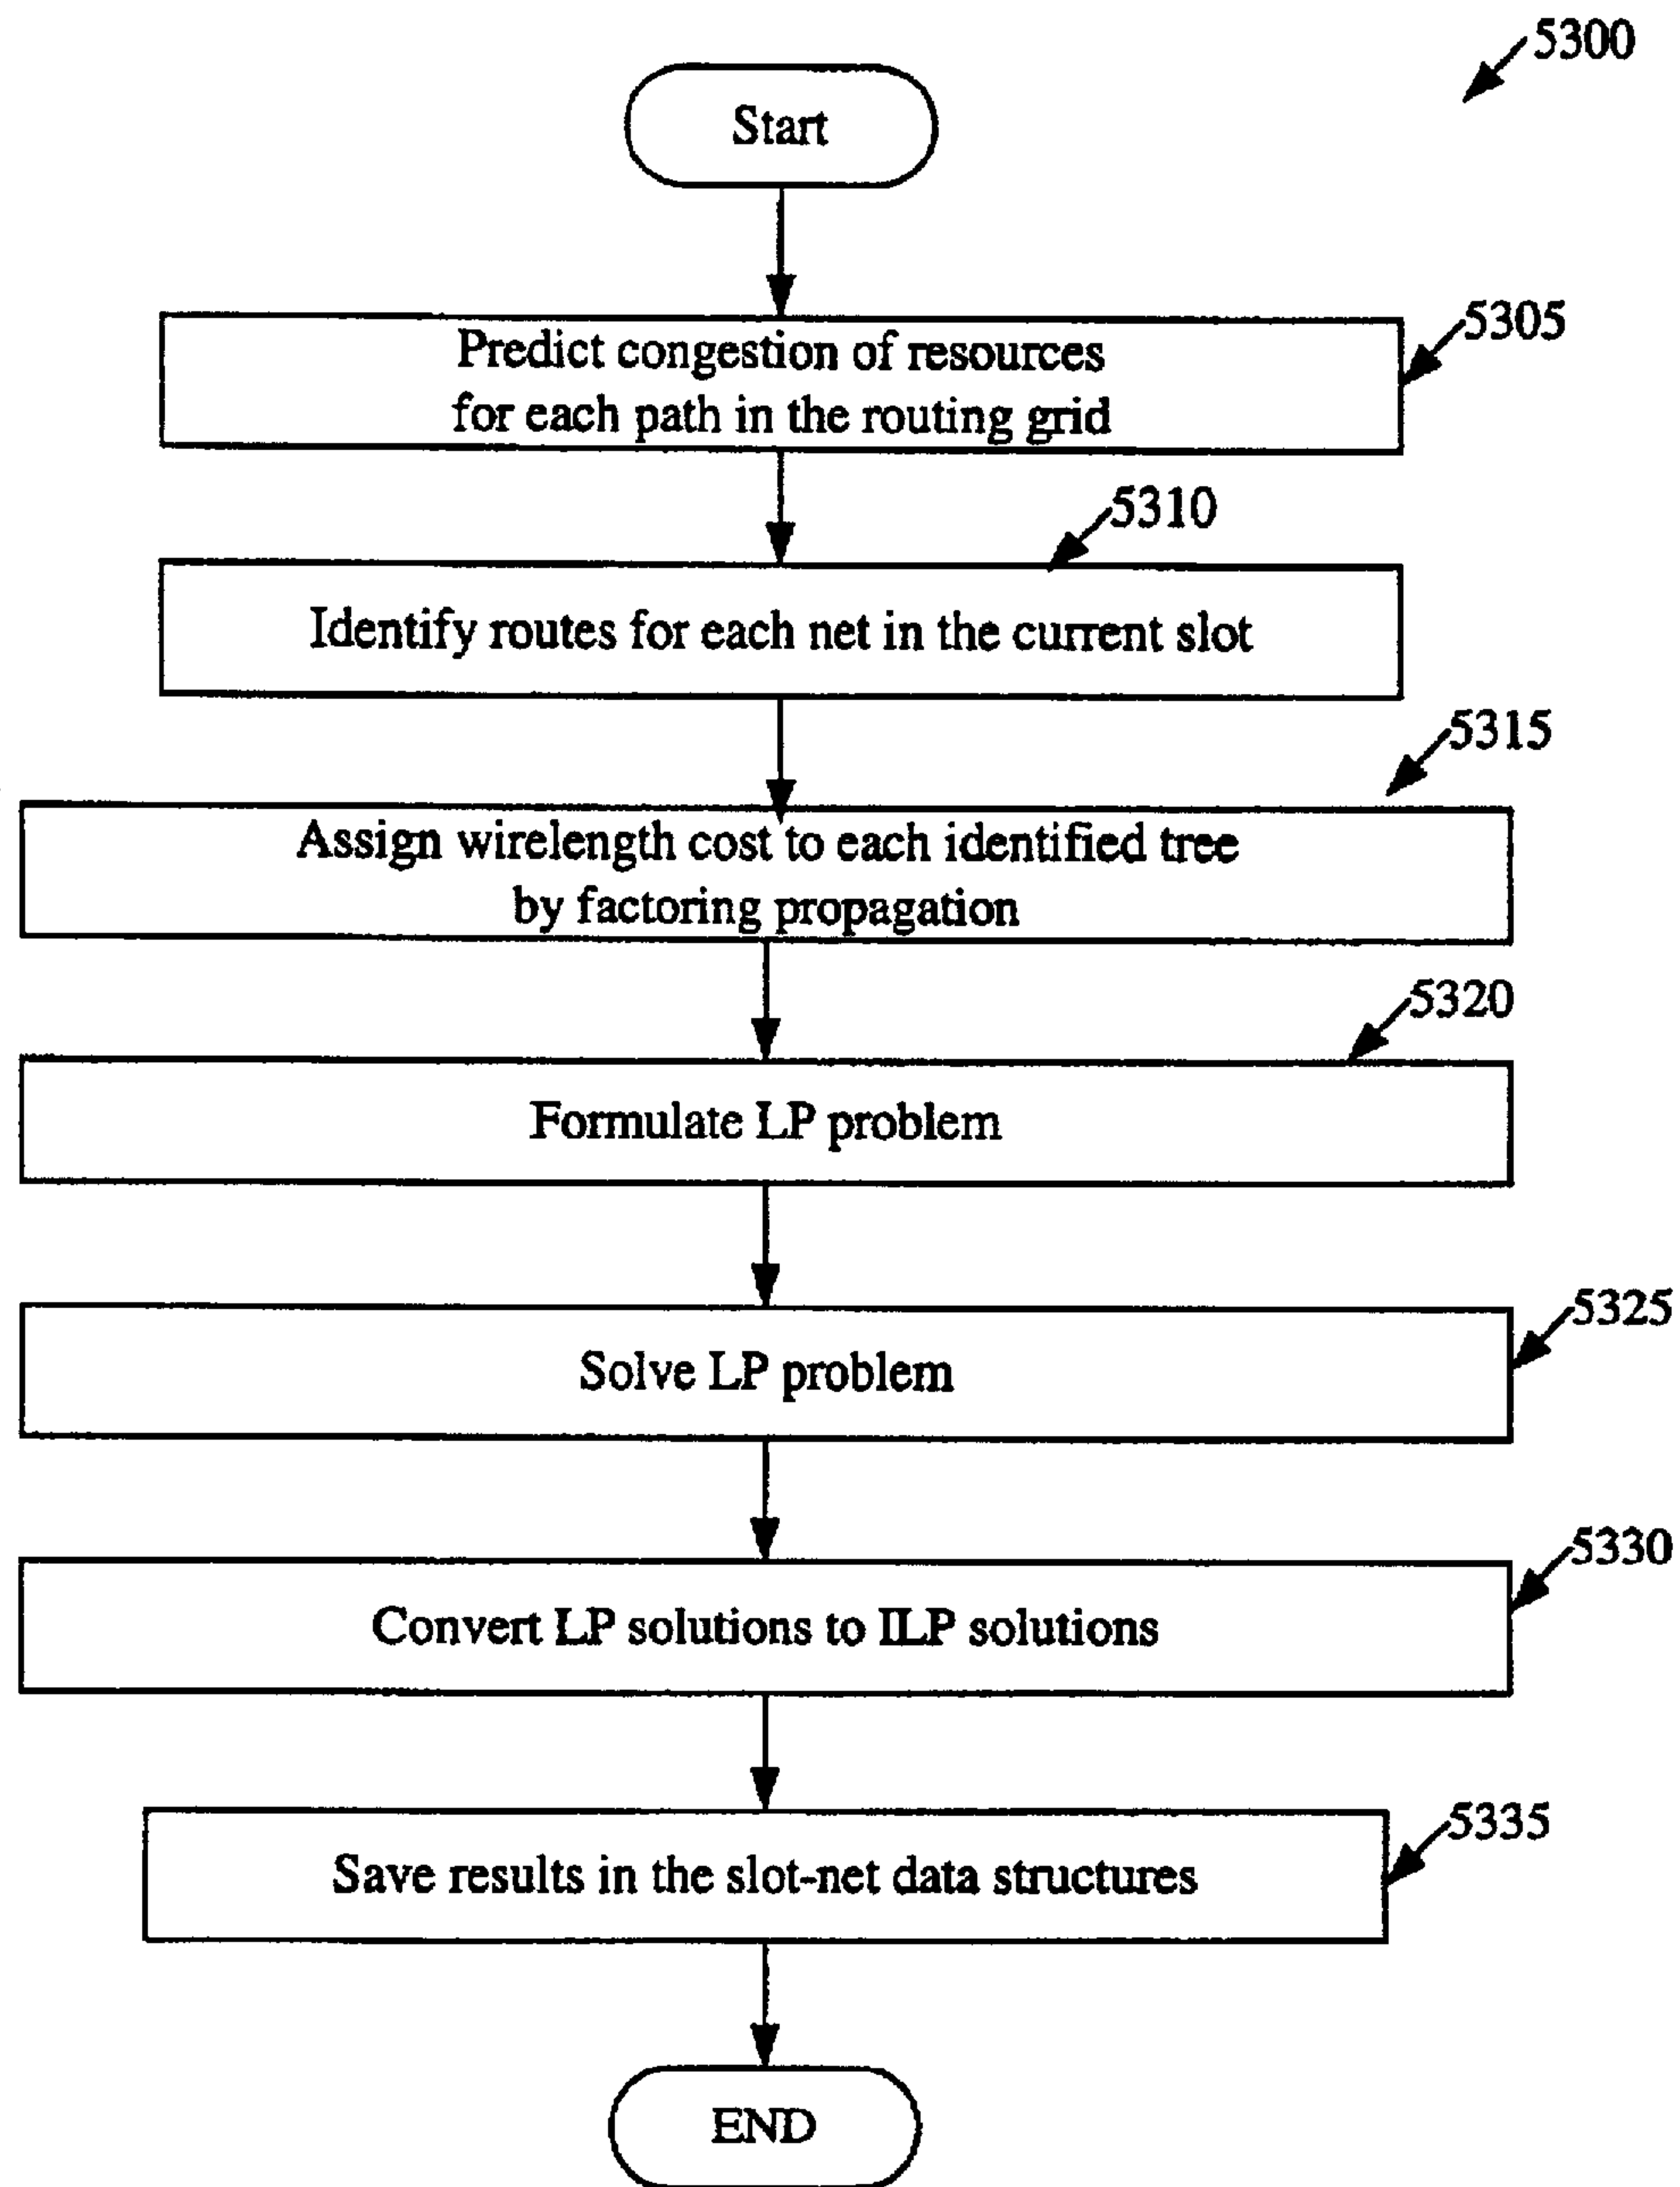 5300
Start
5305
Predict congestion of resources
for each path in the routing grid
5310
Identify routes for each net in the current slot
5315
Assign wirelength cost to each identified tree
by factoring propagation
5320
Formulate LP problem
5325
Solve LP problem
5330
Convert LP solutions to ILP solutions
5335
Save results in the slot-net data structures
END